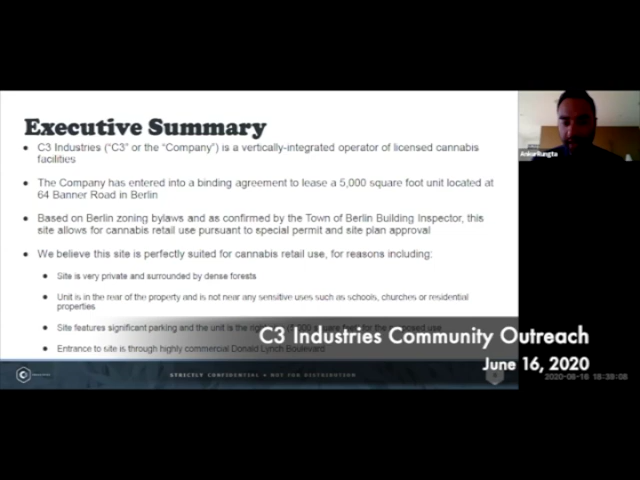 Executive Summary
C3 Industries ("C3" or the "Company") is a vertically-integrated operator of licensed cannabis
facilities
The Company has entered into a binding agreement to lease a 5,000 square foot unit located at
64 Banner Road in Berlin
Based on Berlin zoning bylaws and as confirmed by the Town of Berlin Building Inspector, this
site allows for cannabis retail use pursuant to special permit and site plan approval
We believe this site is perfectly suited for cannabis retail use, for reasons including:
Site is very private and surrounded by dense forests
Unit is in the rear of the property and is not near any sensitive uses such as schools, churches or residential
properties
Site features significant parking and the unit is the
Entrance to site is through highly commercial Donald Lynch Boulevard
STRICTLY CONFIDENTIAL • NOT FOR DISTRIBUTION
Ankur Rungta
C3 Industries Community Outreach
June 16, 2020
2020-06-16 18:39:08